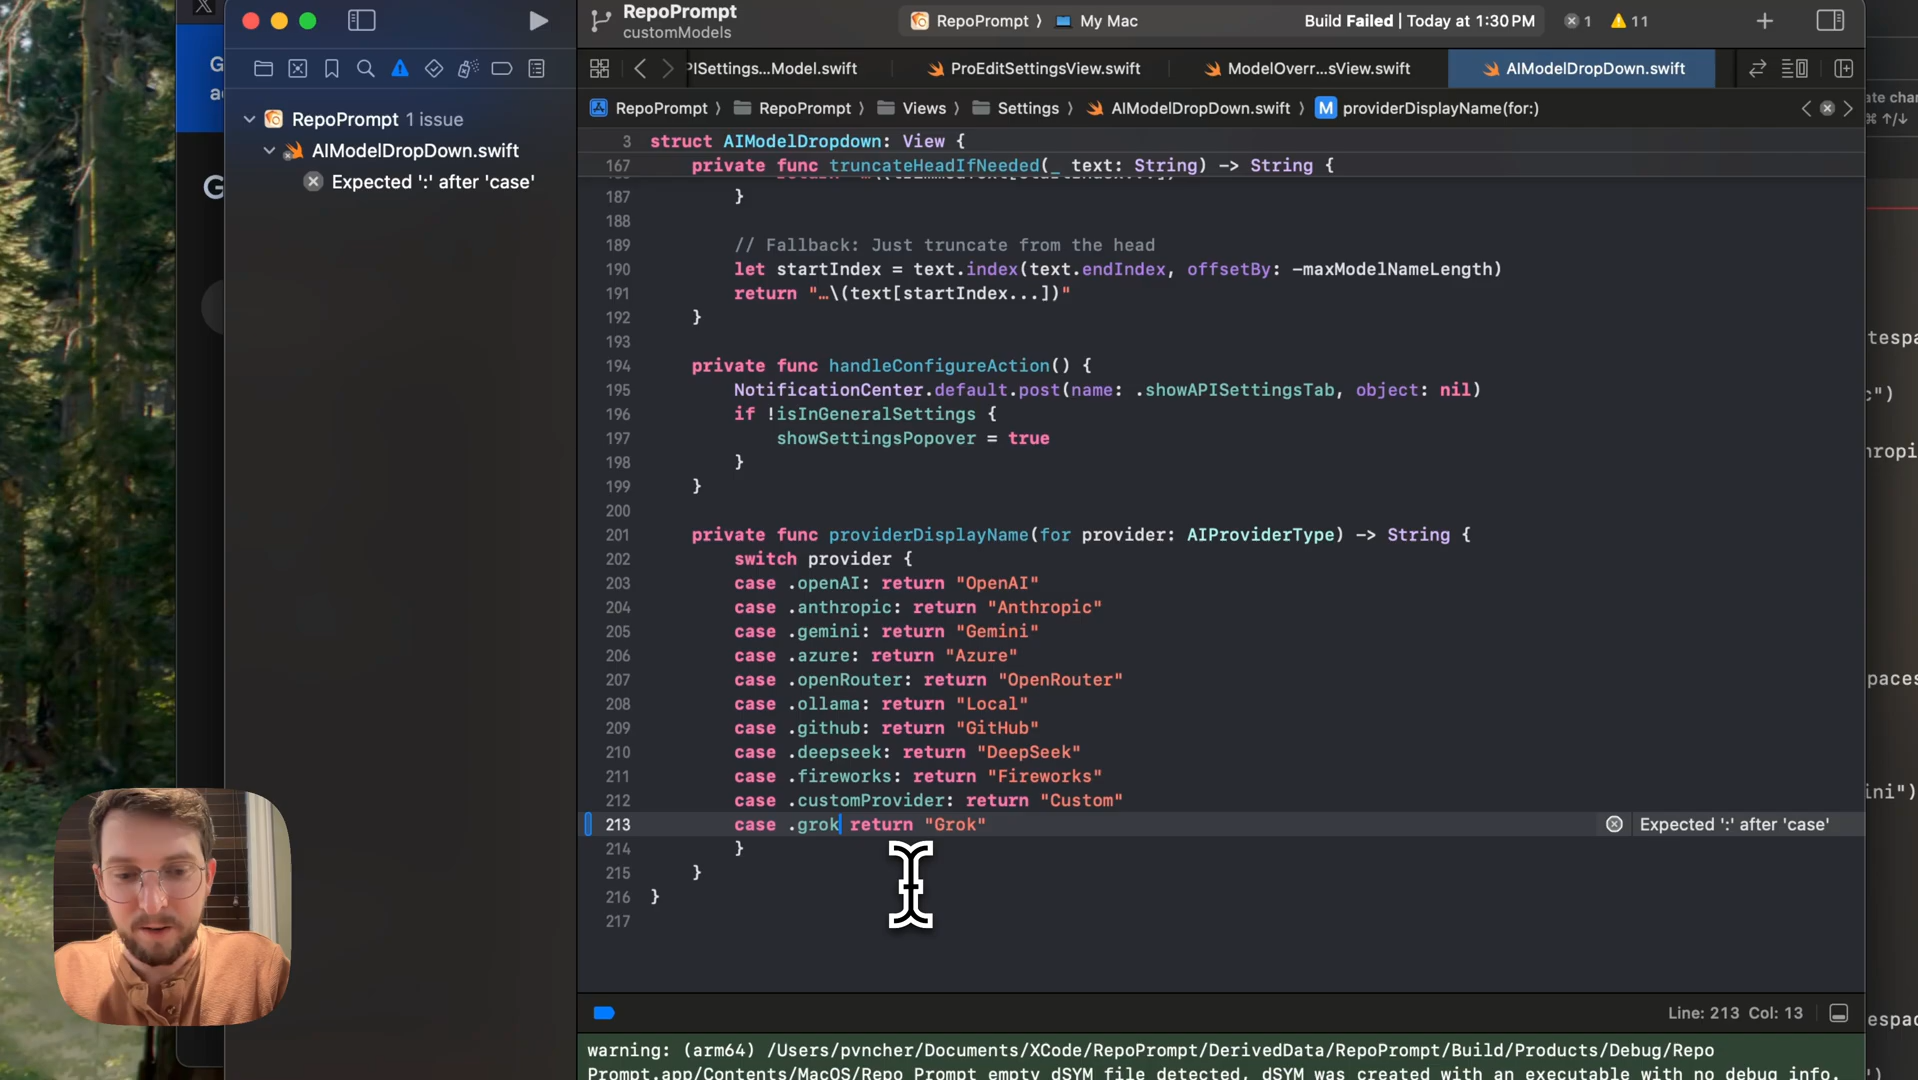 RepoPrompt
customModels
RepoPrompt ⟩ My Mac
Build Failed | Today at 1:30 PM
1
11
PISettings...Model.swift
ProEditSettingsView.swift
ModelOverr...sView.swift
AIModelDropDown.swift
RepoPrompt ⟩ RepoPrompt ⟩ Views ⟩ Settings ⟩ AIModelDropDown.swift ⟩ M providerDisplayName(for:)
RepoPrompt 1 issue
AIModelDropDown.swift
Expected ':' after 'case'
3 struct AIModelDropdown: View {
167 private func truncateHeadIfNeeded(_ text: String) -> String {
187 }
188
189 // Fallback: Just truncate from the head
190 let startIndex = text.index(text.endIndex, offsetBy: -maxModelNameLength)
191 return "…\(text[startIndex...])"
192 }
193
194 private func handleConfigureAction() {
195 NotificationCenter.default.post(name: .showAPISettingsTab, object: nil)
196 if !isInGeneralSettings {
197 showSettingsPopover = true
198 }
199 }
200
201 private func providerDisplayName(for provider: AIProviderType) -> String {
202 switch provider {
203 case .openAI: return "OpenAI"
204 case .anthropic: return "Anthropic"
205 case .gemini: return "Gemini"
206 case .azure: return "Azure"
207 case .openRouter: return "OpenRouter"
208 case .ollama: return "Local"
209 case .github: return "GitHub"
210 case .deepseek: return "DeepSeek"
211 case .fireworks: return "Fireworks"
212 case .customProvider: return "Custom"
213 case .grok return "Grok"
Expected ':' after 'case'
214 }
215 }
216 }
217
Line: 213 Col: 13
warning: (arm64) /Users/pvncher/Documents/XCode/RepoPrompt/DerivedData/RepoPrompt/Build/Products/Debug/Repo
Prompt.app/Contents/MacOS/Repo Prompt empty dSYM file detected, dSYM was created with an executable with no debug info.